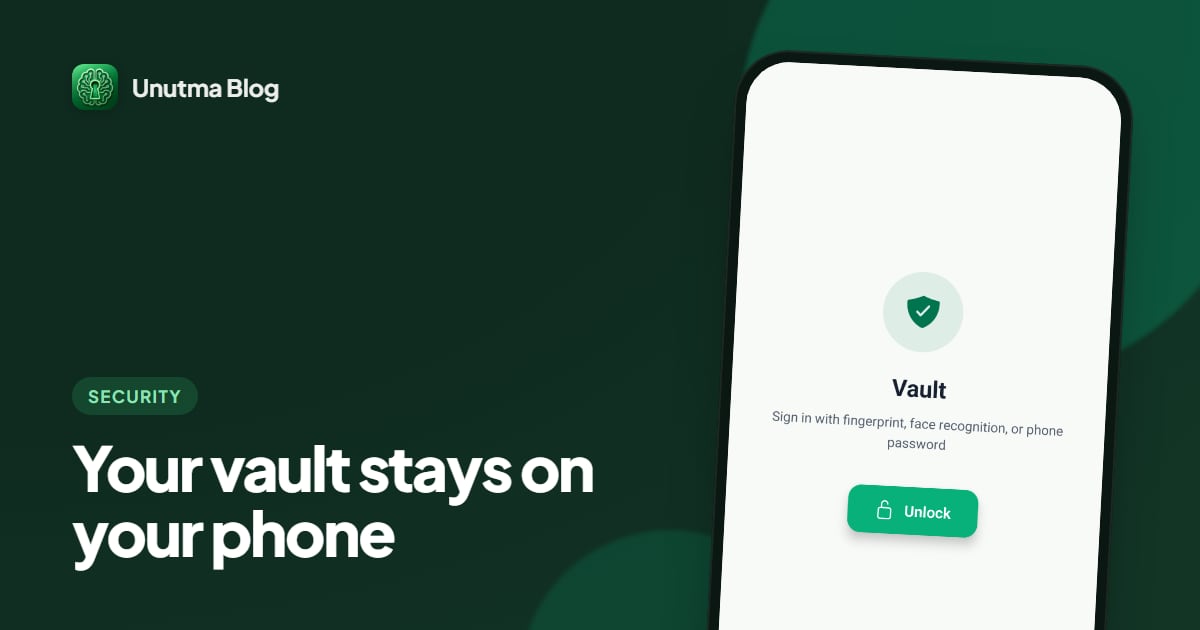 Unutma Blog
SECURITY
Your vault stays on
your phone
Vault
Sign in with fingerprint, face recognition, or phone
password
Unlock